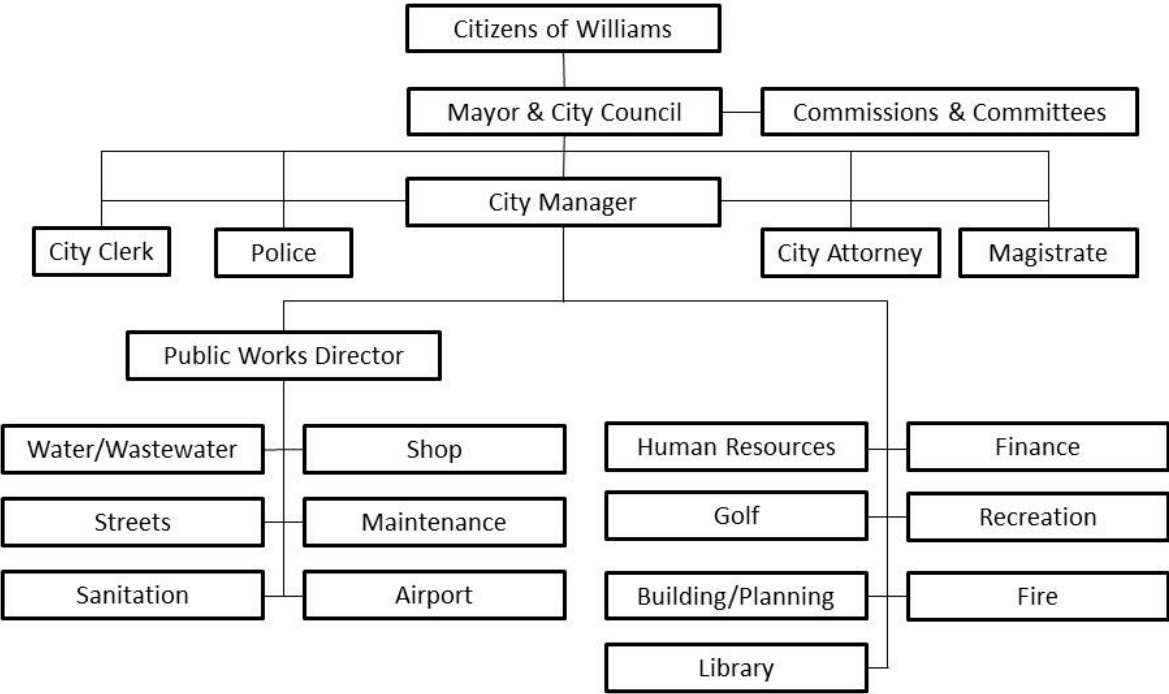 Citizens of Williams
Mayor & City Council
Commissions & Committees
City Manager
City Clerk
Police
City Attorney
Magistrate
Public Works Director
Water/Wastewater
Shop
Human Resources
Finance
Streets
Maintenance
Golf
Recreation
Sanitation
Airport
Building/Planning
Fire
Library